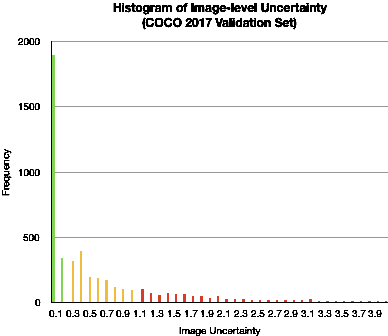 Histogram of Image-level Uncertainty
(COCO 2017 Validation Set)
2000
1500
1000
500
0
Frequency
0.1 0.3 0.5 0.7 0.9 1.1 1.3 1.5 1.7 1.9 2.1 2.3 2.5 2.7 2.9 3.1 3.3 3.5 3.7 3.9
Image Uncertainty